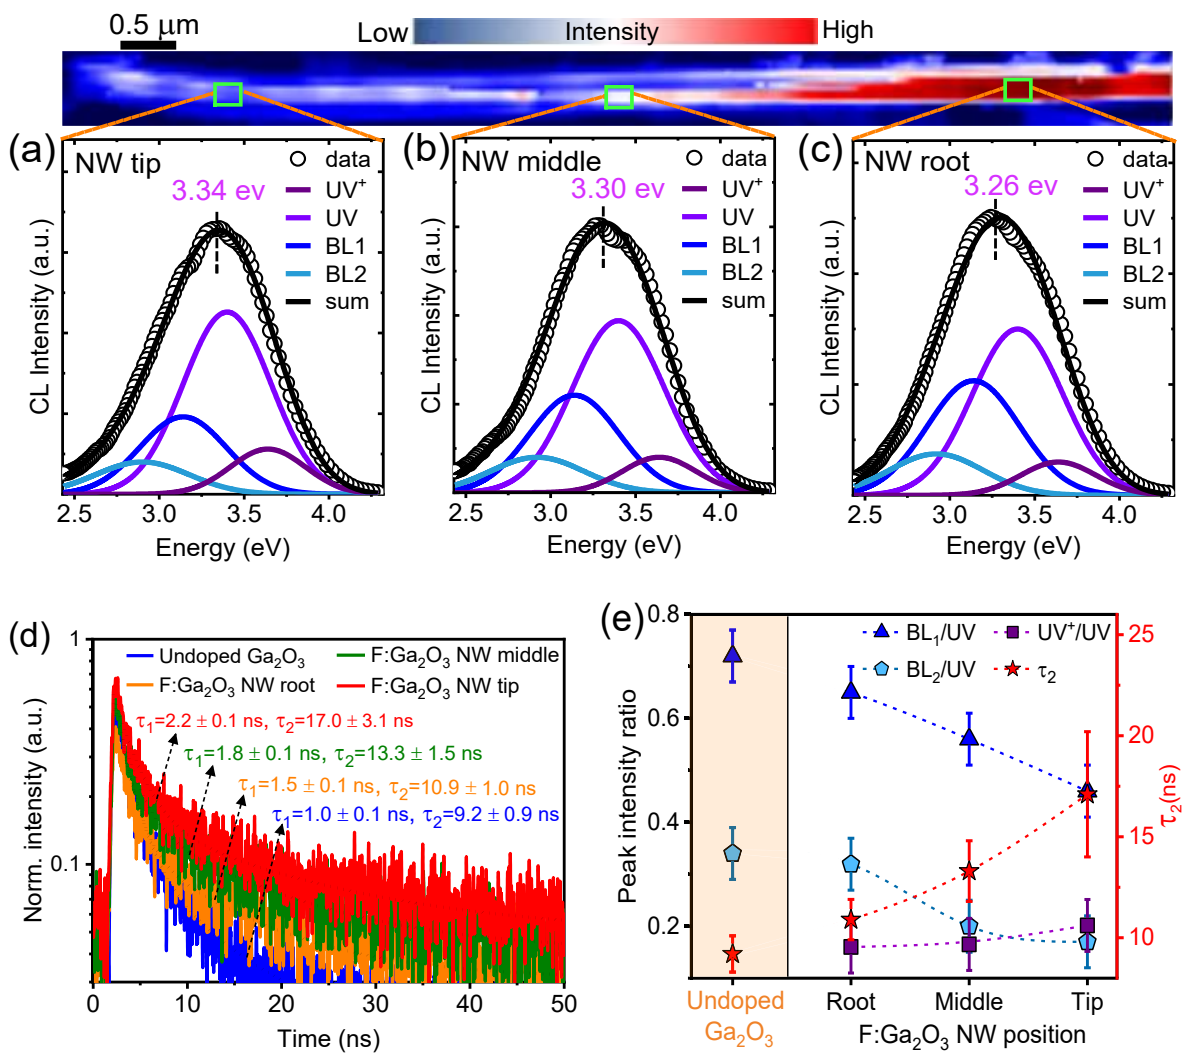 0.5 μm
Low Intensity High
(a) NW tip
3.34 ev
data
UV⁺
UV
BL1
BL2
sum
CL Intensity (a.u.)
2.5 3.0 3.5 4.0
Energy (eV)
(b) NW middle
3.30 ev
data
UV⁺
UV
BL1
BL2
sum
CL Intensity (a.u.)
2.5 3.0 3.5 4.0
Energy (eV)
(c) NW root
3.26 ev
data
UV⁺
UV
BL1
BL2
sum
CL Intensity (a.u.)
2.5 3.0 3.5 4.0
Energy (eV)
(d)
Undoped Ga₂O₃ F:Ga₂O₃ NW middle
F:Ga₂O₃ NW root F:Ga₂O₃ NW tip
τ₁=2.2 ± 0.1 ns, τ₂=17.0 ± 3.1 ns
τ₁=1.8 ± 0.1 ns, τ₂=13.3 ± 1.5 ns
τ₁=1.5 ± 0.1 ns, τ₂=10.9 ± 1.0 ns
τ₁=1.0 ± 0.1 ns, τ₂=9.2 ± 0.9 ns
Norm. intensity (a.u.)
1
0.1
0 10 20 30 40 50
Time (ns)
(e)
BL₁/UV UV⁺/UV
BL₂/UV τ₂
Peak intensity ratio
0.8
0.6
0.4
0.2
25
20
15
10
τ₂(ns)
Undoped
Ga₂O₃
Root Middle Tip
F:Ga₂O₃ NW position